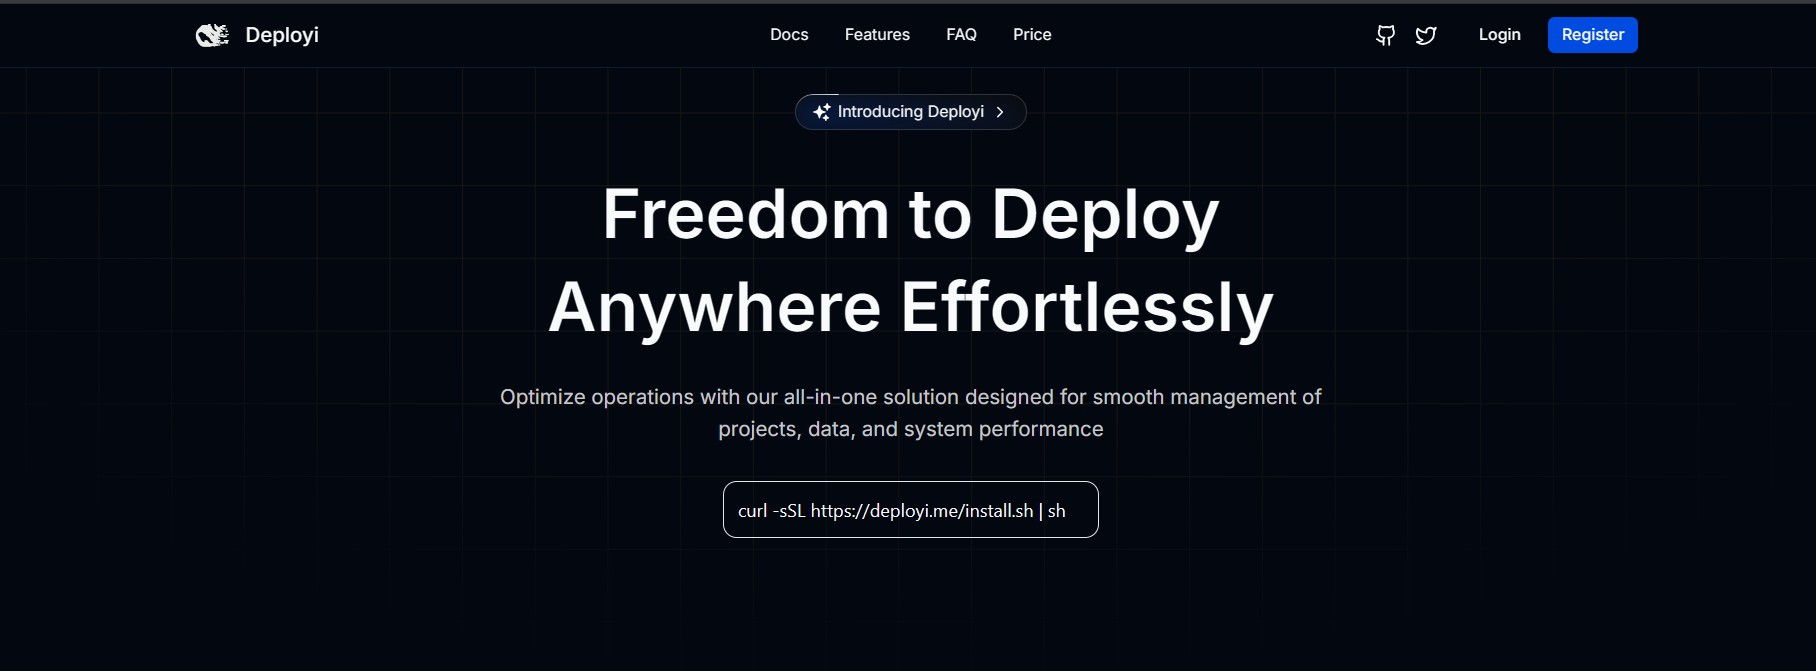 Deployi
Docs Features FAQ Price
Login Register
Introducing Deployi
Freedom to Deploy
Anywhere Effortlessly
Optimize operations with our all-in-one solution designed for smooth management of
projects, data, and system performance
curl -sSL https://deployi.me/install.sh | sh